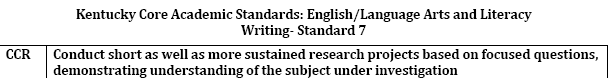 Kentucky Core Academic Standards: English/Language Arts and Literacy
Writing- Standard 7
CCR Conduct short as well as more sustained research projects based on focused questions,
demonstrating understanding of the subject under investigation